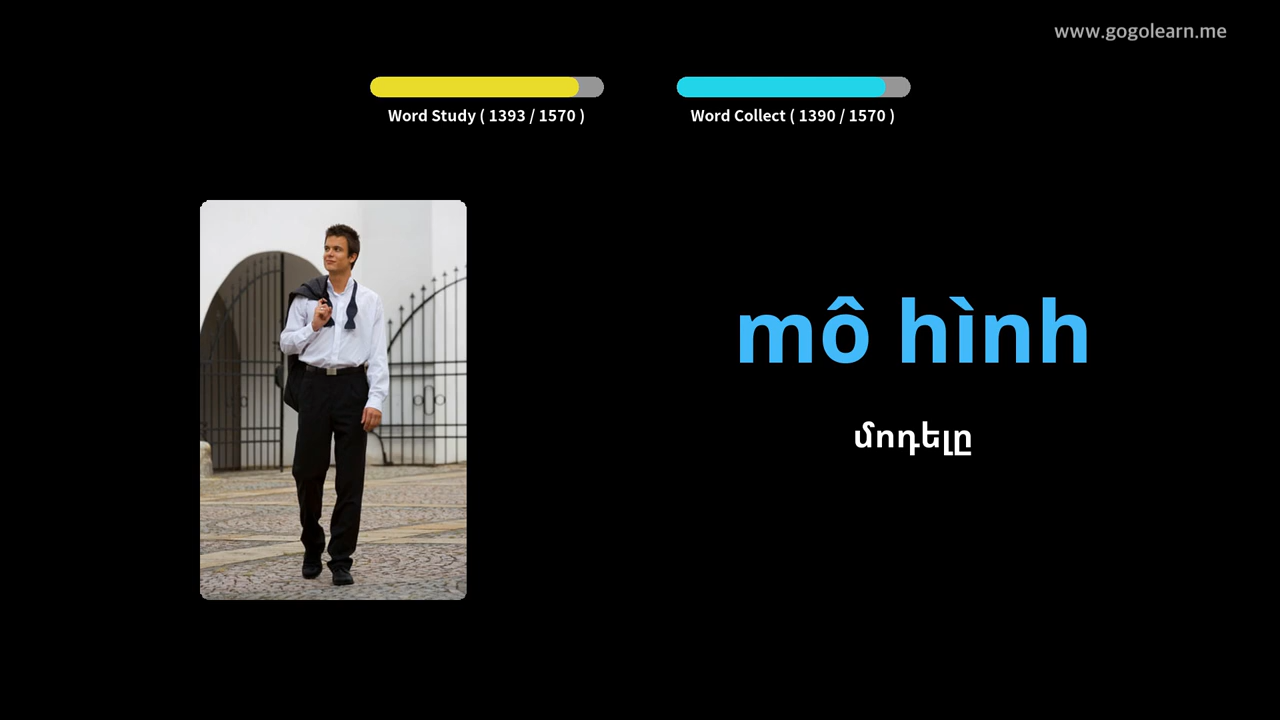 www.gogolearn.me
Word Study ( 1393 / 1570 )
Word Collect ( 1390 / 1570 )
mô hình
մոդելը